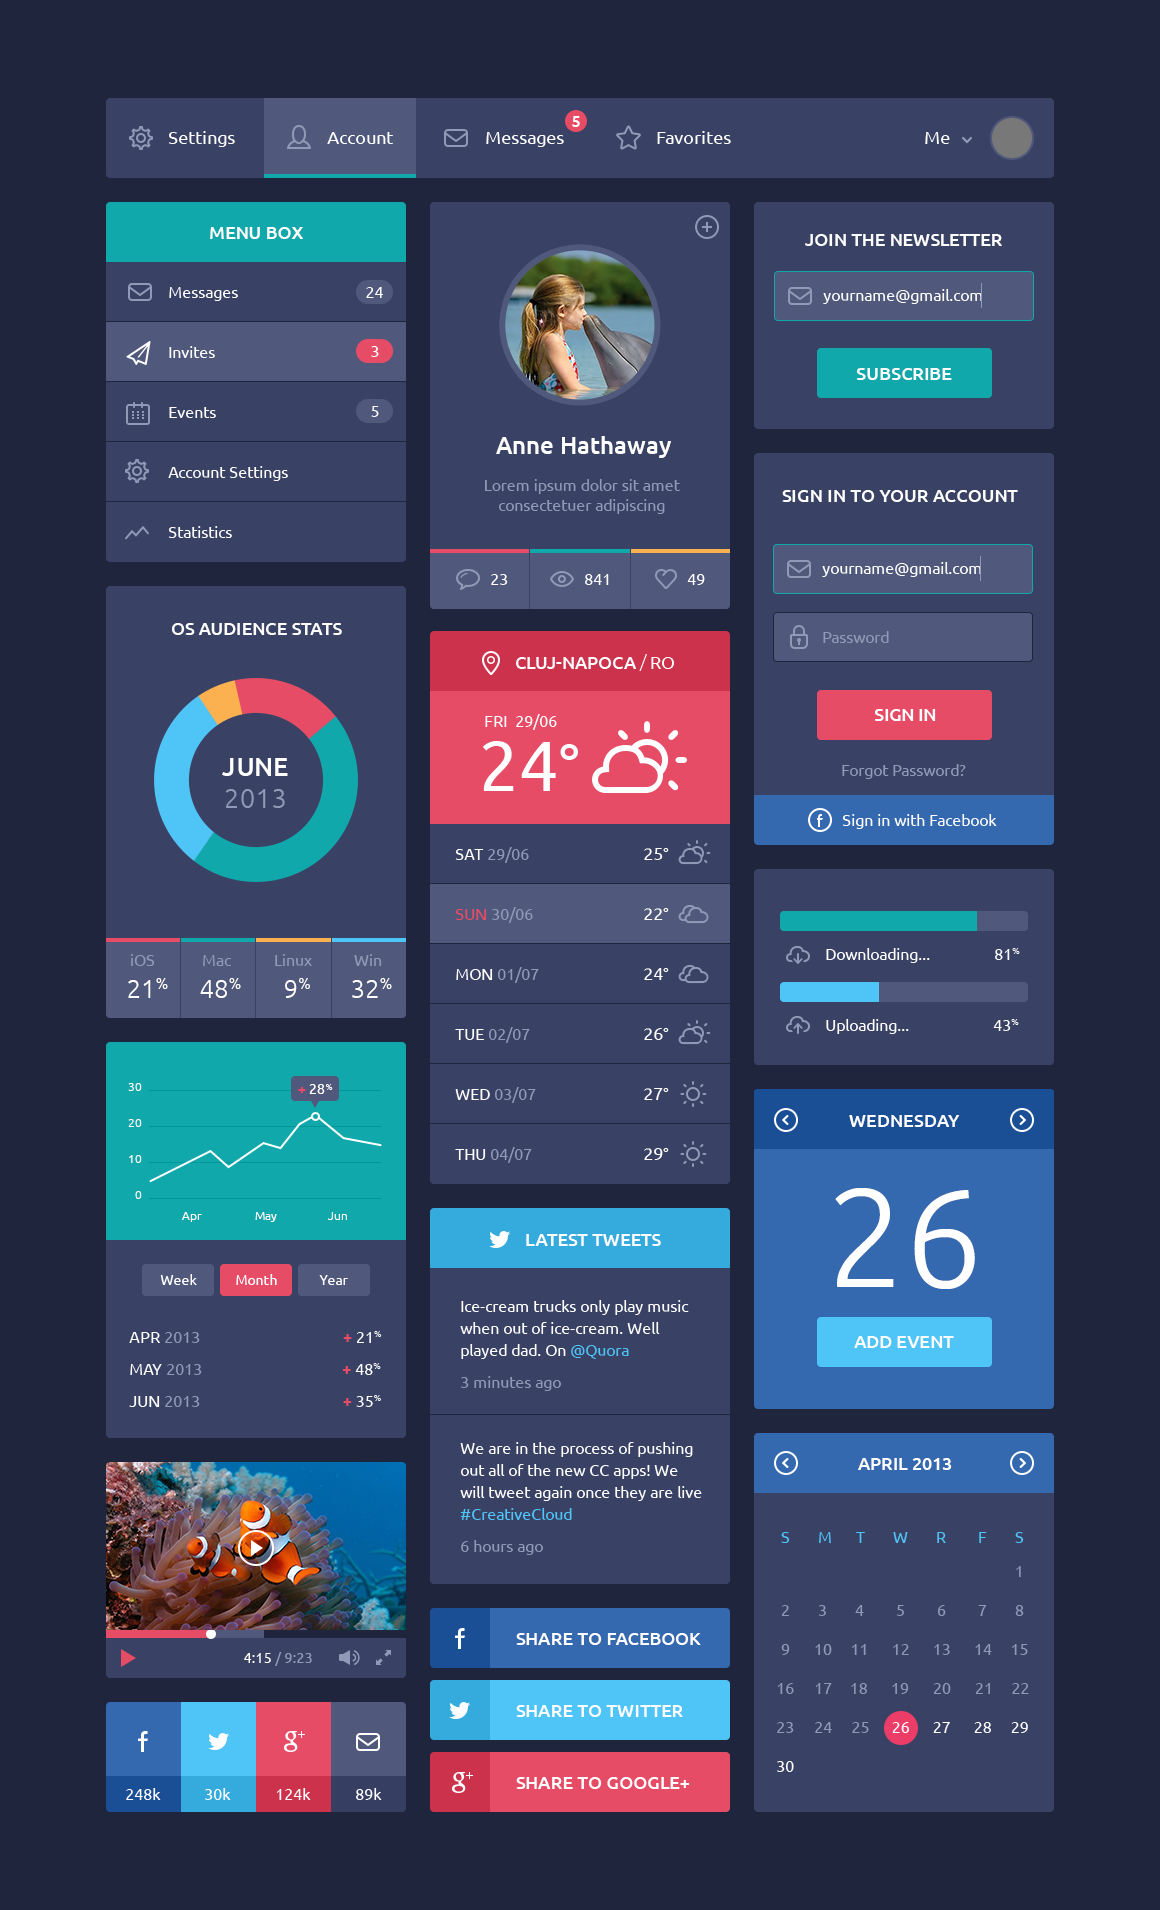 Settings
Account
Messages
5
Favorites
Me
MENU BOX
Messages 24
Invites 3
Events 5
Account Settings
Statistics
OS AUDIENCE STATS
JUNE
2013
iOS Mac Linux Win
21% 48% 9% 32%
30
20
10
0
+ 28%
Apr May Jun
Week Month Year
APR 2013 + 21%
MAY 2013 + 48%
JUN 2013 + 35%
4:15 / 9:23
f g+
248k 30k 124k 89k
Anne Hathaway
Lorem ipsum dolor sit amet
consectetuer adipiscing
23 841 49
CLUJ-NAPOCA / RO
FRI 29/06
24°
SAT 29/06 25°
SUN 30/06 22°
MON 01/07 24°
TUE 02/07 26°
WED 03/07 27°
THU 04/07 29°
LATEST TWEETS
Ice-cream trucks only play music
when out of ice-cream. Well
played dad. On @Quora
3 minutes ago
We are in the process of pushing
out all of the new CC apps! We
will tweet again once they are live
#CreativeCloud
6 hours ago
f SHARE TO FACEBOOK
SHARE TO TWITTER
g+ SHARE TO GOOGLE+
JOIN THE NEWSLETTER
yourname@gmail.com
SUBSCRIBE
SIGN IN TO YOUR ACCOUNT
yourname@gmail.com
Password
SIGN IN
Forgot Password?
f Sign in with Facebook
Downloading... 81%
Uploading... 43%
WEDNESDAY
26
ADD EVENT
APRIL 2013
S M T W R F S
1
2 3 4 5 6 7 8
9 10 11 12 13 14 15
16 17 18 19 20 21 22
23 24 25 26 27 28 29
30